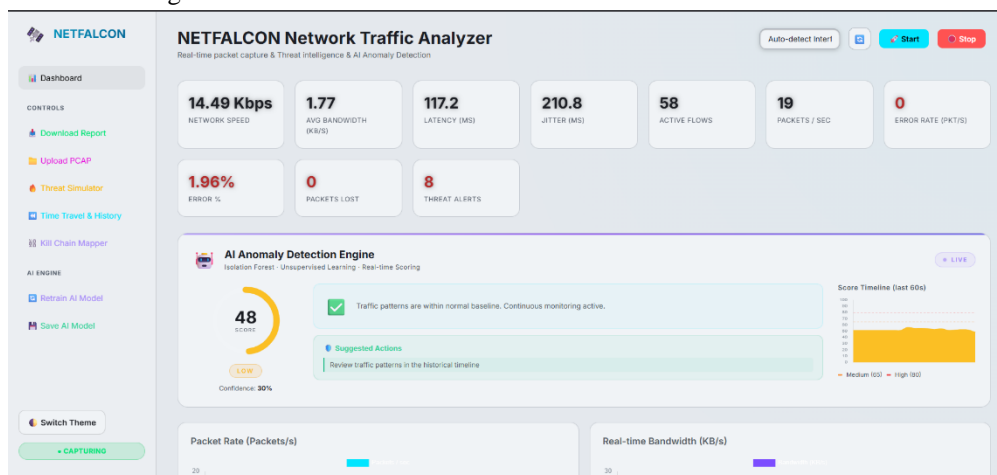 NETFALCON
Dashboard
CONTROLS
Download Report
Upload PCAP
Threat Simulator
Time Travel & History
Kill Chain Mapper
AI ENGINE
Retrain AI Model
Save AI Model
Switch Theme
• CAPTURING
NETFALCON Network Traffic Analyzer
Real-time packet capture & Threat intelligence & AI Anomaly Detection
Auto-detect Interf
Start
Stop
14.49 Kbps
NETWORK SPEED
1.77
AVG BANDWIDTH
(KB/S)
117.2
LATENCY (MS)
210.8
JITTER (MS)
58
ACTIVE FLOWS
19
PACKETS / SEC
0
ERROR RATE (PKT/S)
1.96%
ERROR %
0
PACKETS LOST
8
THREAT ALERTS
AI Anomaly Detection Engine
Isolation Forest · Unsupervised Learning · Real-time Scoring
• LIVE
48
SCORE
LOW
Confidence: 30%
Traffic patterns are within normal baseline. Continuous monitoring active.
Suggested Actions
Review traffic patterns in the historical timeline
Score Timeline (last 60s)
100
90
80
70
60
50
40
30
20
10
0
Medium (65)
High (80)
Packet Rate (Packets/s)
29
Real-time Bandwidth (KB/s)
30